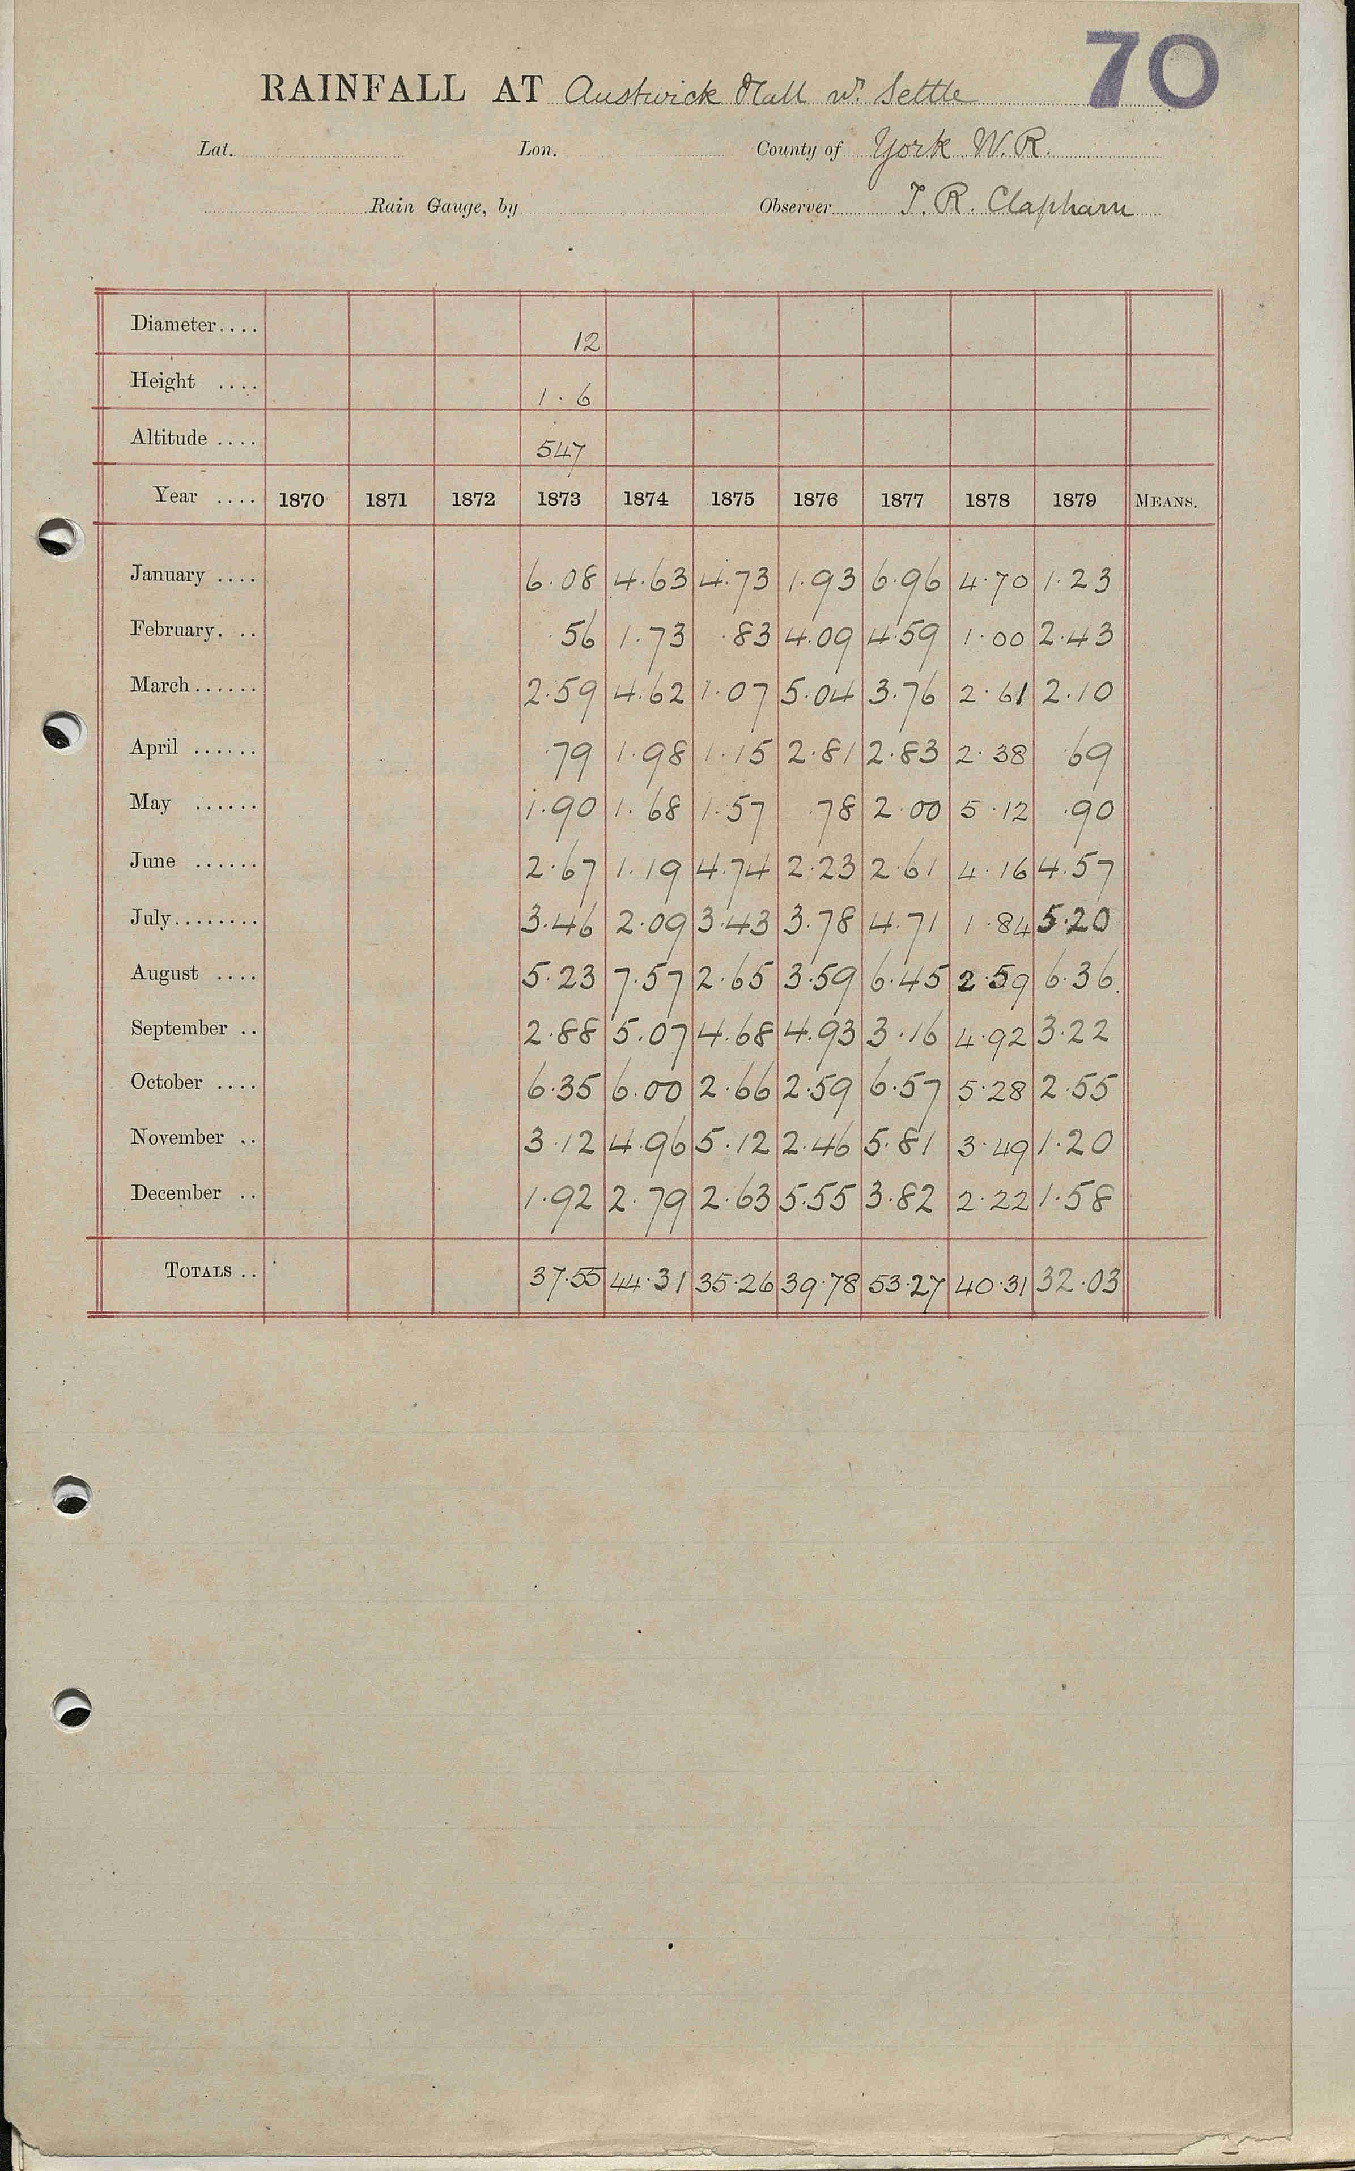 70
RAINFALL AT Austwick Hall nr. Settle
Lat. Lon. County of York W.R.
Rain Gauge, by Observer T. R. Clapham
Diameter.... 12
Height .... 1.6
Altitude .... 547
Year .... 1870 1871 1872 1873 1874 1875 1876 1877 1878 1879 MEANS.
January .... 6.08 4.63 4.73 1.93 6.96 4.70 1.23
February. .. .56 1.73 .83 4.09 4.59 1.00 2.43
March...... 2.59 4.62 1.07 5.04 3.76 2.61 2.10
April ...... .79 1.98 1.15 2.81 2.83 2.38 .69
May ...... 1.90 1.68 1.57 .78 2.00 5.12 .90
June ...... 2.67 1.19 4.74 2.23 2.61 4.16 4.57
July........ 3.46 2.09 3.43 3.78 4.71 1.84 5.20
August .... 5.23 7.57 2.65 3.59 6.45 2.59 6.36
September .. 2.88 5.07 4.68 4.93 3.16 4.92 3.22
October .... 6.35 6.00 2.66 2.59 6.57 5.28 2.55
November .. 3.12 4.96 5.12 2.46 5.81 3.49 1.20
December .. 1.92 2.79 2.63 5.55 3.82 2.22 1.58
TOTALS .. 37.55 44.31 35.26 39.78 53.27 40.31 32.03